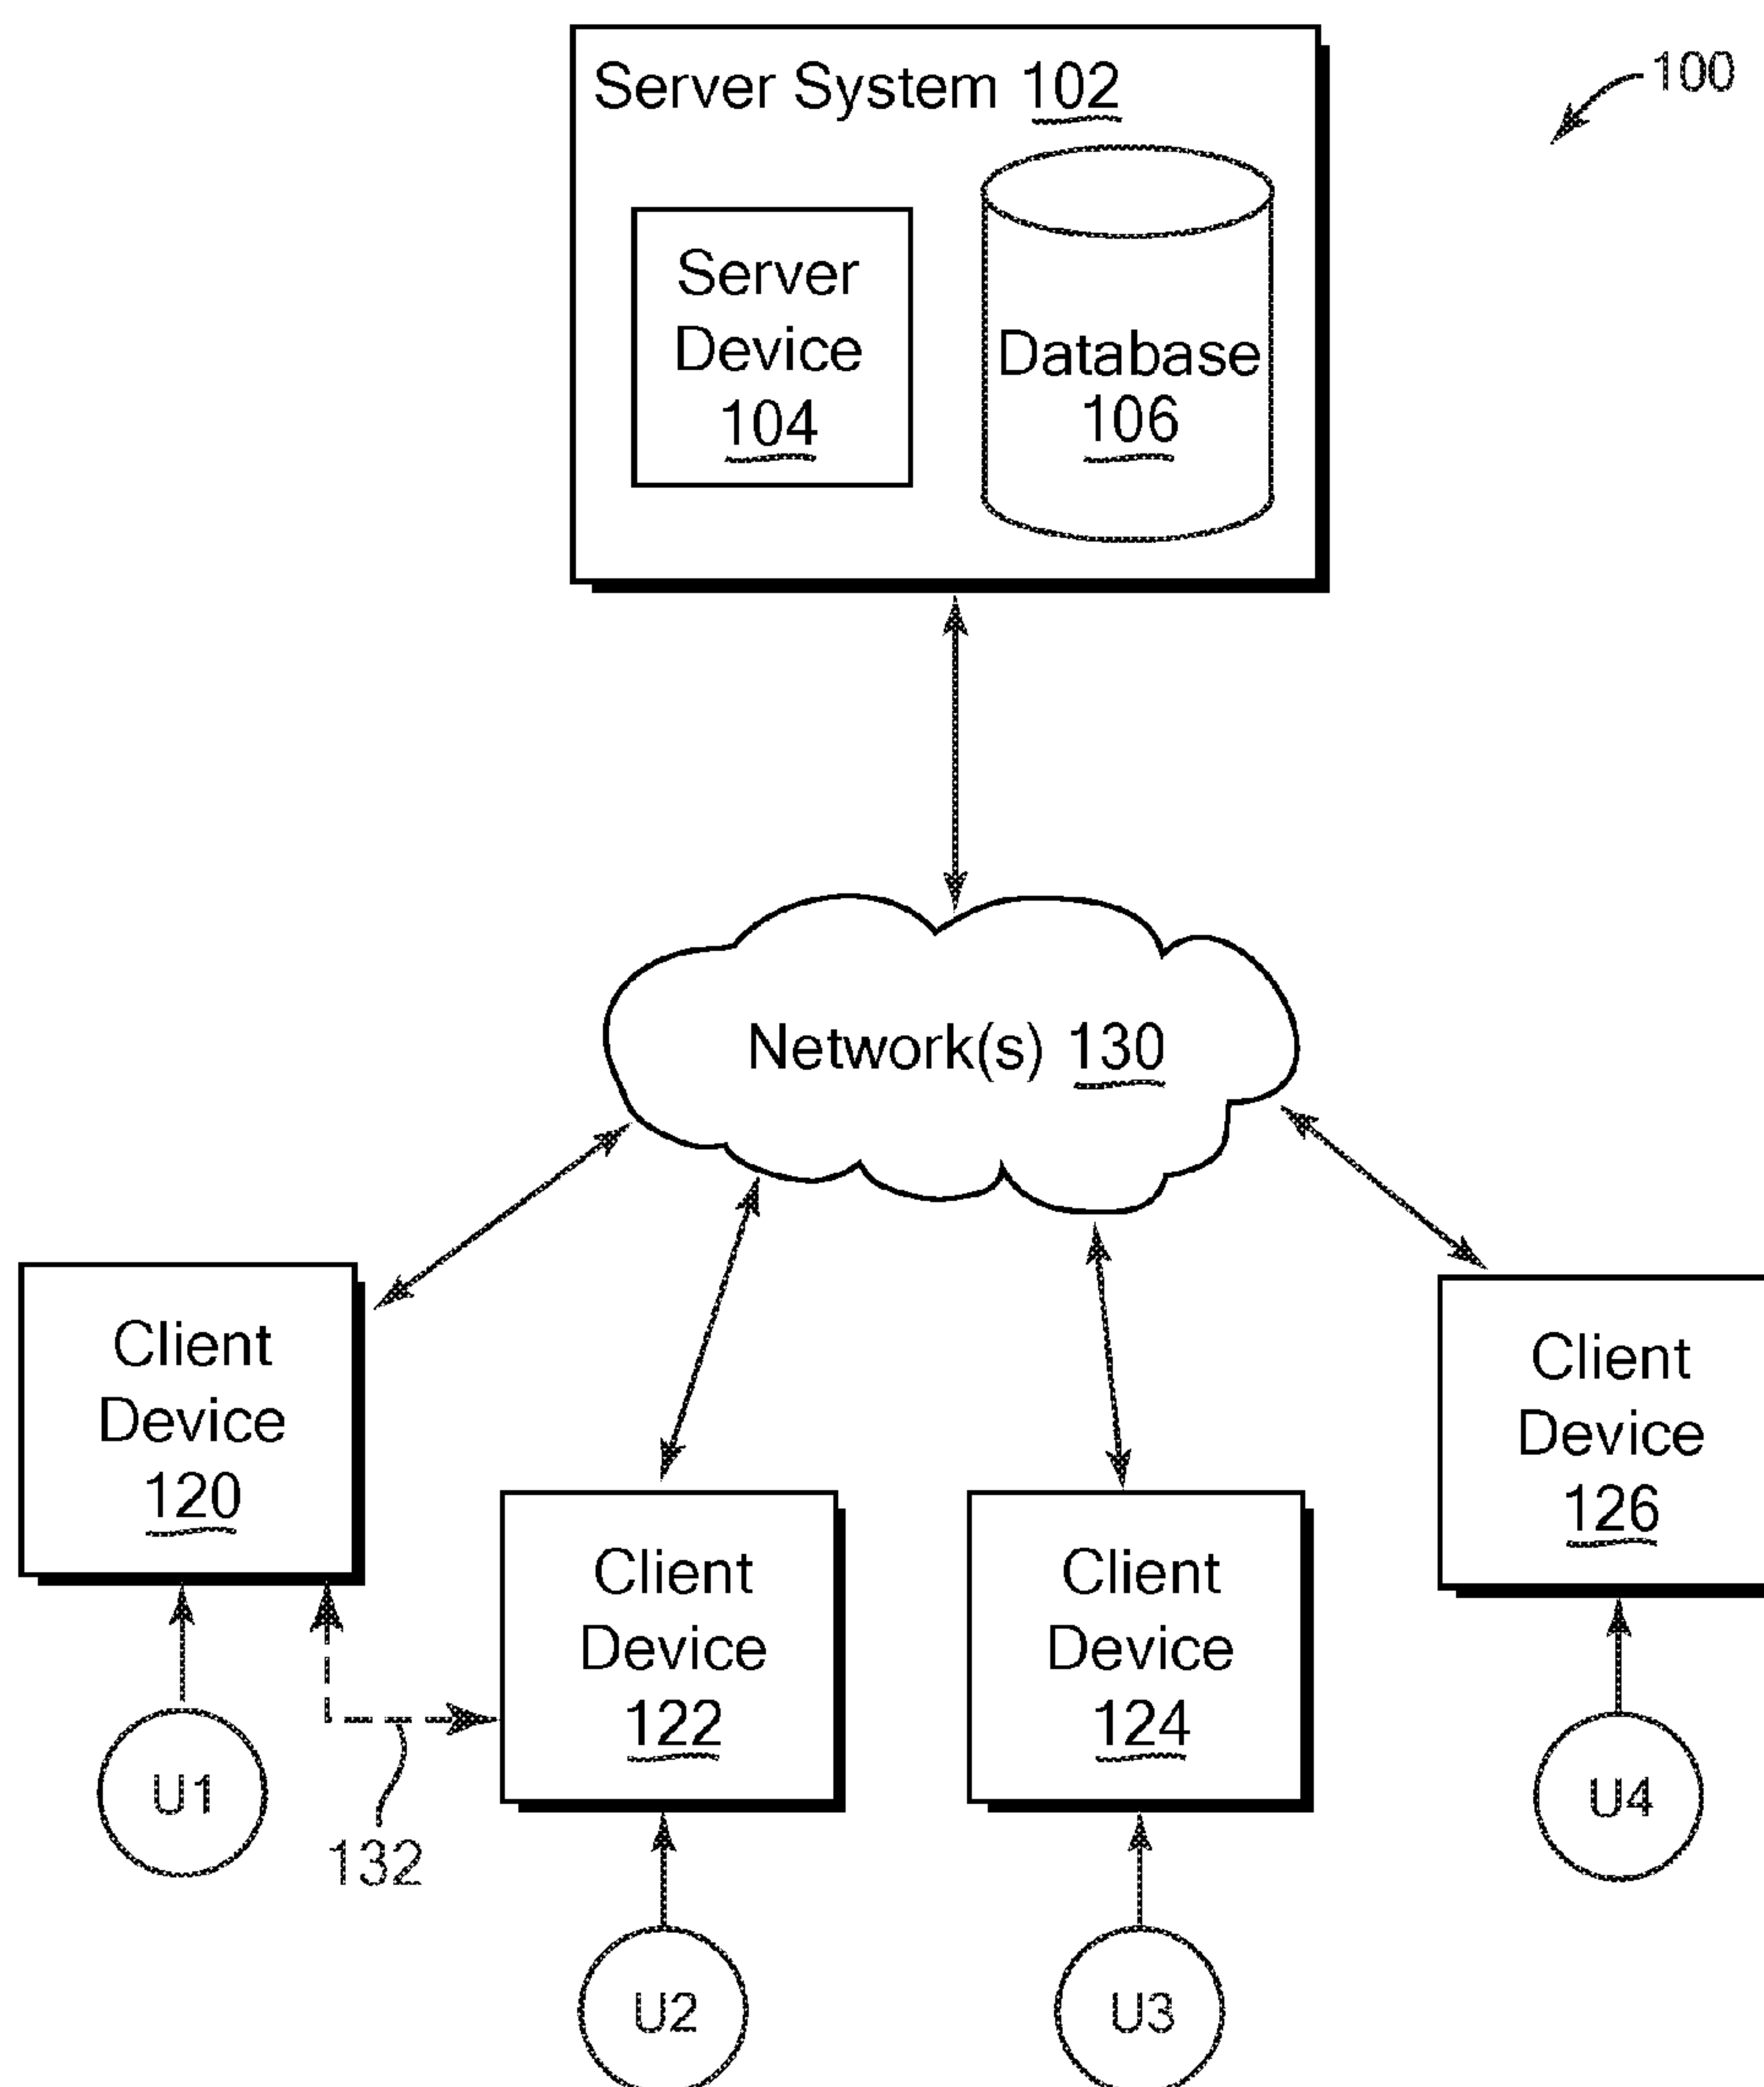 Server System 102
100
Server
Device
104
Database
106
Network(s) 130
Client
Device
120
Client
Device
122
Client
Device
124
Client
Device
126
U1
132
U2
U3
U4